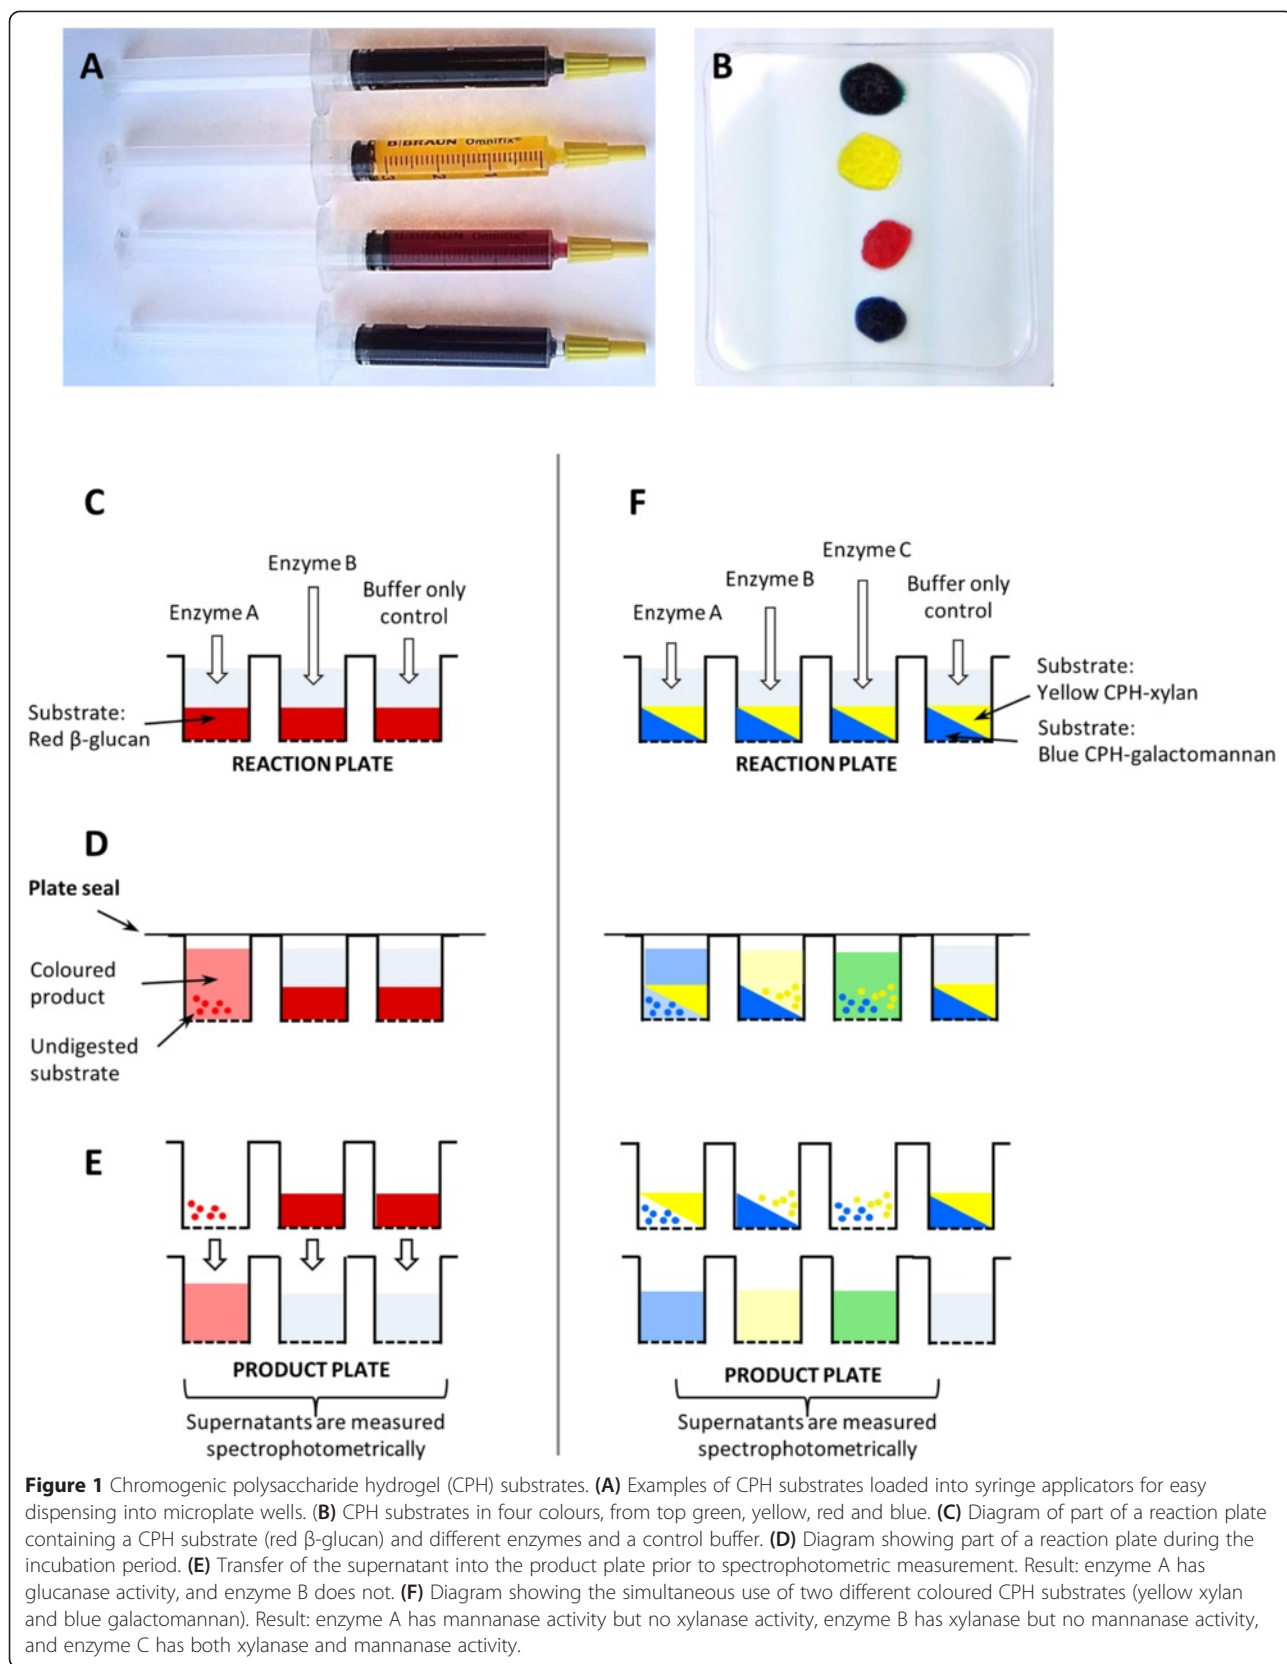 A
B|BRAUN Omnifix®
3 2 1
B|BRAUN Omnifix
B
C
Enzyme A
Enzyme B
Buffer only
control
Substrate:
Red β-glucan
REACTION PLATE
F
Enzyme A
Enzyme B
Enzyme C
Buffer only
control
Substrate:
Yellow CPH-xylan
Substrate:
Blue CPH-galactomannan
REACTION PLATE
D
Plate seal
Coloured
product
Undigested
substrate
E
PRODUCT PLATE
Supernatants are measured
spectrophotometrically
PRODUCT PLATE
Supernatants are measured
spectrophotometrically
Figure 1 Chromogenic polysaccharide hydrogel (CPH) substrates. (A) Examples of CPH substrates loaded into syringe applicators for easy
dispensing into microplate wells. (B) CPH substrates in four colours, from top green, yellow, red and blue. (C) Diagram of part of a reaction plate
containing a CPH substrate (red β-glucan) and different enzymes and a control buffer. (D) Diagram showing part of a reaction plate during the
incubation period. (E) Transfer of the supernatant into the product plate prior to spectrophotometric measurement. Result: enzyme A has
glucanase activity, and enzyme B does not. (F) Diagram showing the simultaneous use of two different coloured CPH substrates (yellow xylan
and blue galactomannan). Result: enzyme A has mannanase activity but no xylanase activity, enzyme B has xylanase but no mannanase activity,
and enzyme C has both xylanase and mannanase activity.